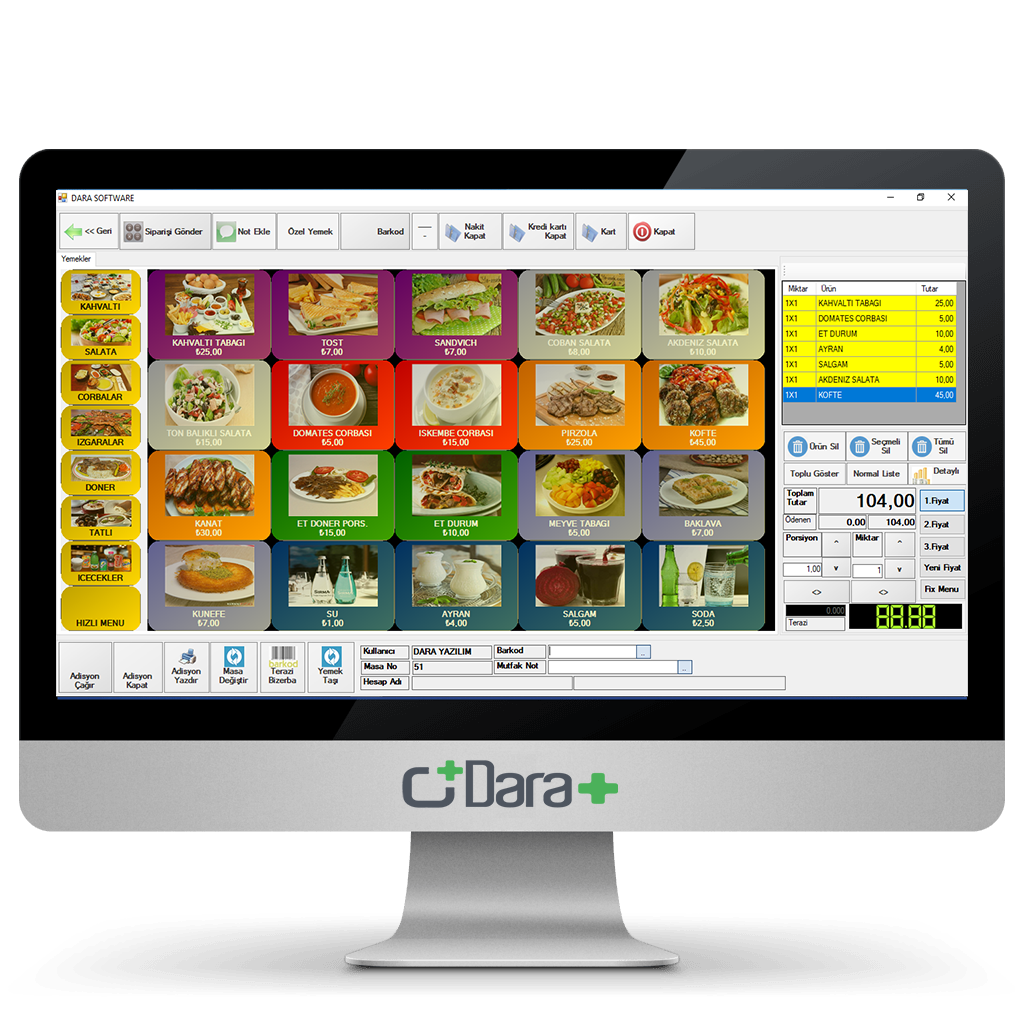 DARA SOFTWARE
<< Geri
Siparişi Gönder
Not Ekle
Özel Yemek
Barkod
Nakit
Kapat
Kredi kartı
Kapat
Kart
Kapat
Yemekler
KAHVALTI
SALATA
CORBALAR
IZGARALAR
DONER
TATLI
ICECEKLER
HIZLI MENU
KAHVALTI TABAGI
₺25,00
TOST
₺7,00
SANDVICH
₺7,00
COBAN SALATA
₺8,00
AKDENIZ SALATA
₺10,00
TON BALIKLI SALATA
₺15,00
DOMATES CORBASI
₺5,00
ISKEMBE CORBASI
₺15,00
PIRZOLA
₺25,00
KOFTE
₺45,00
KANAT
₺30,00
ET DONER PORS.
₺15,00
ET DURUM
₺10,00
MEYVE TABAGI
₺5,00
BAKLAVA
₺7,00
KUNEFE
₺7,00
SU
₺1,00
AYRAN
₺4,00
SALGAM
₺5,00
SODA
₺2,50
Miktar Ürün Tutar
1X1 KAHVALTI TABAGI 25,00
1X1 DOMATES CORBASI 5,00
1X1 ET DURUM 10,00
1X1 AYRAN 4,00
1X1 SALGAM 5,00
1X1 AKDENIZ SALATA 10,00
1X1 KOFTE 45,00
Ürün Sil
Seçmeli
Sil
Tümü
Sil
Toplu Göster
Normal Liste
Detaylı
Toplam
Tutar
104,00
1.Fiyat
Ödenen
0,00
104,00
2.Fiyat
Porsiyon
^
Miktar
^
3.Fiyat
1,00
v
1
v
Yeni Fiyat
<>
<>
Fix Menu
0.000
Terazi
88.88
Adisyon
Çağır
Adisyon
Kapat
Adisyon
Yazdır
Masa
Değiştir
barkod
Terazi
Bizerba
Yemek
Taşı
Kullanıcı DARA YAZILIM Barkod
Masa No 51 Mutfak Not
Hesap Adı
Dara